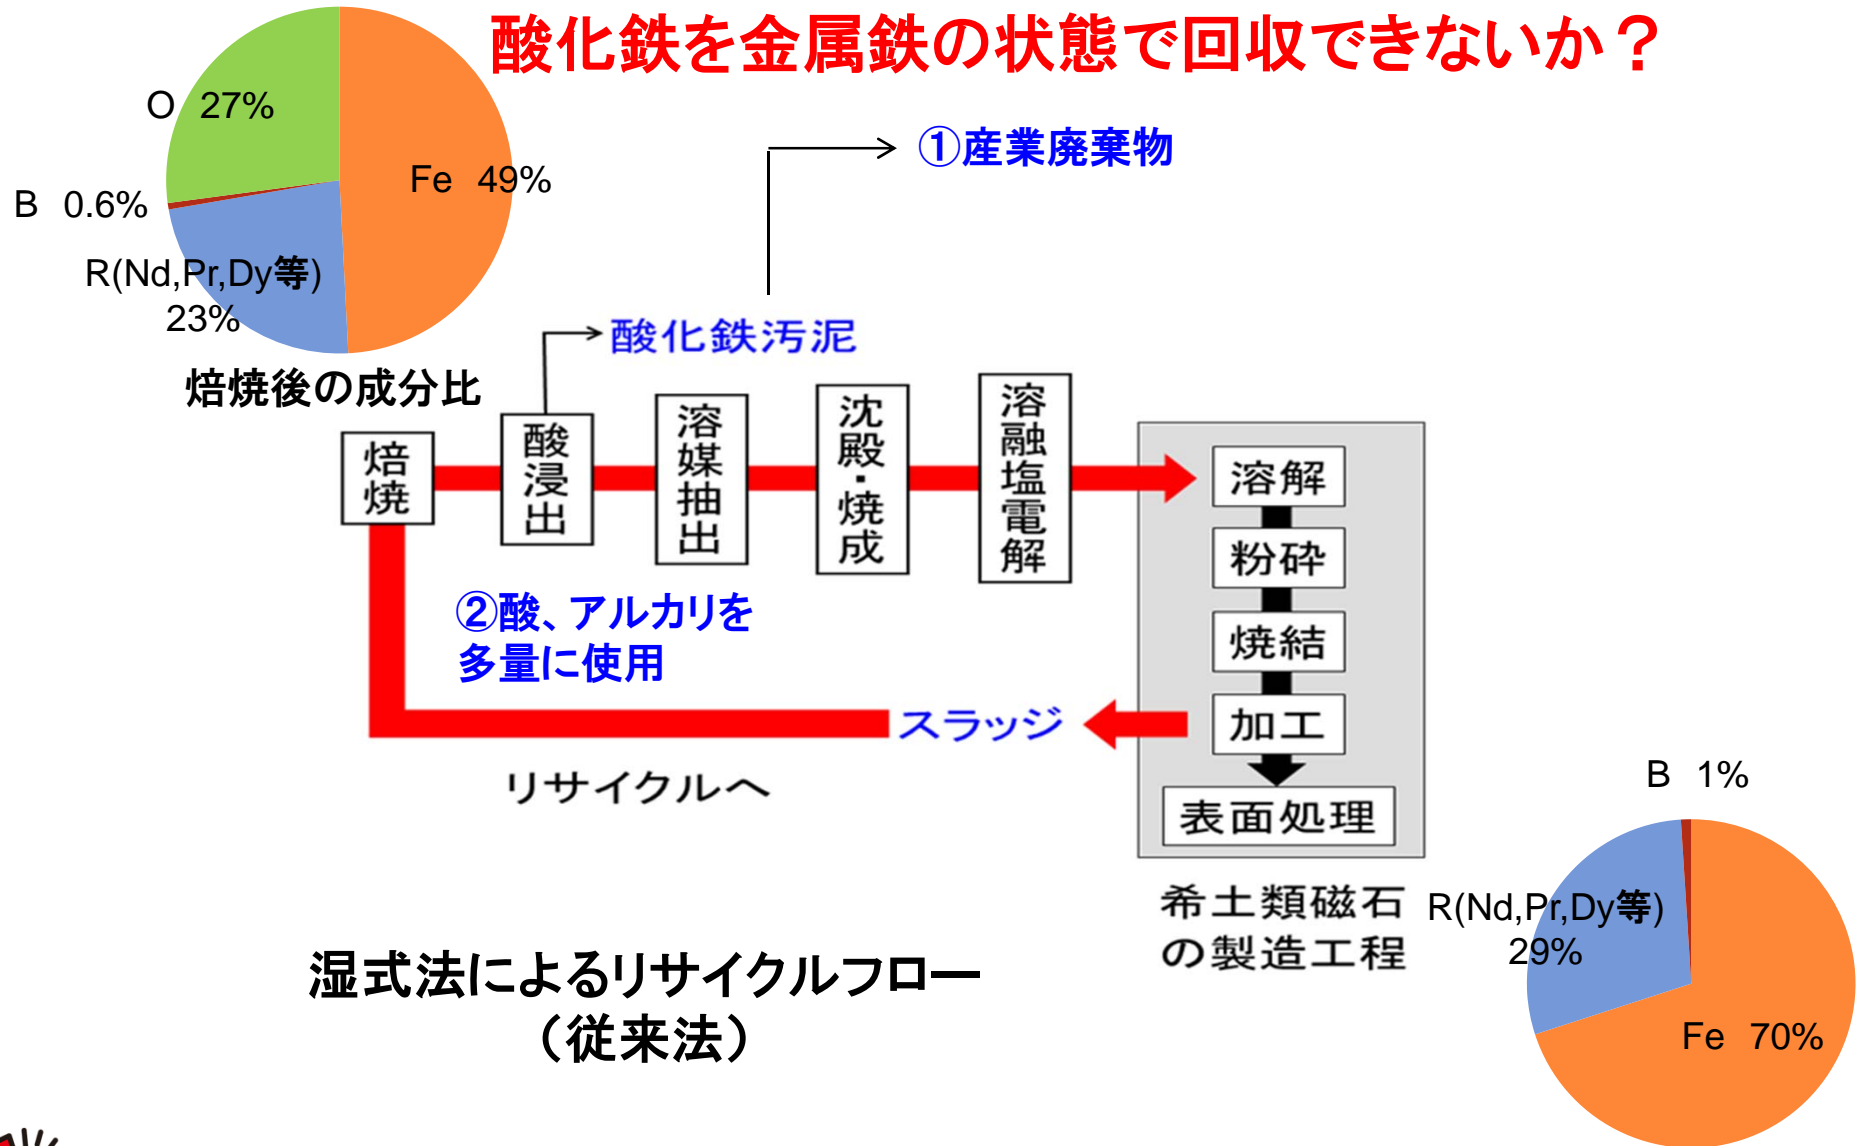 酸化鉄を金属鉄の状態で回収できないか？
O 27%
Fe 49%
B 0.6%
R(Nd,Pr,Dy等)
23%
焙焼後の成分比
①産業廃棄物
酸化鉄汚泥
焙焼
酸浸出
溶媒抽出
沈殿・焼成
溶融塩電解
溶解
粉砕
焼結
加工
表面処理
②酸、アルカリを
多量に使用
スラッジ
リサイクルへ
希土類磁石
の製造工程
B 1%
R(Nd,Pr,Dy等)
29%
Fe 70%
湿式法によるリサイクルフロー
（従来法）